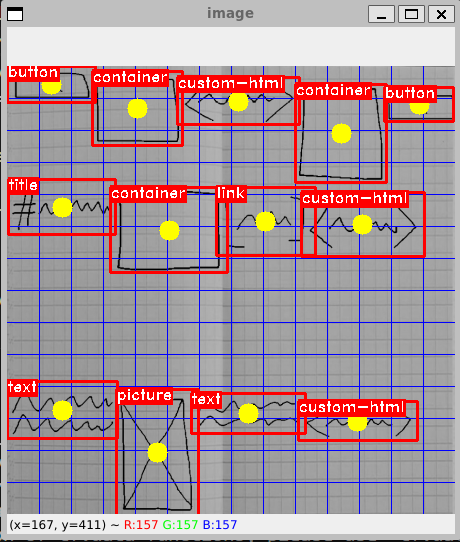 image
button
container
custom-html
container
button
title
container
link
custom-html
#
text
picture
text
custom-html
(x=167, y=411) ~ R:157 G:157 B:157